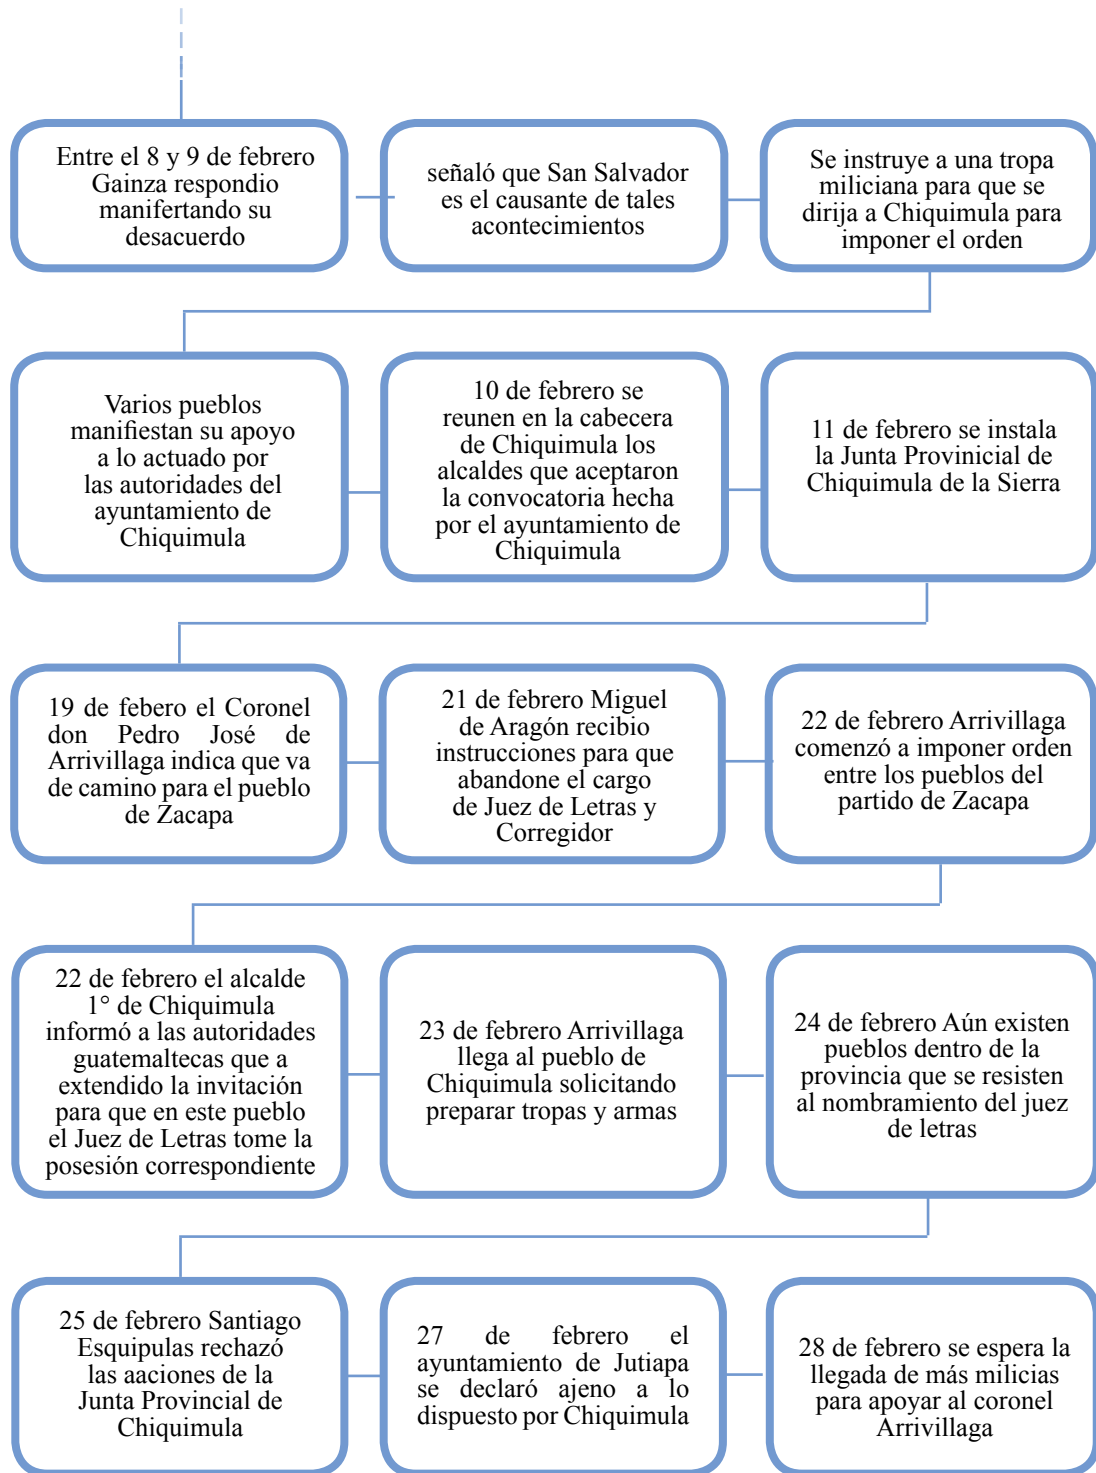 Entre el 8 y 9 de febrero
Gainza respondio
manifertando su
desacuerdo
señaló que San Salvador
es el causante de tales
acontecimientos
Se instruye a una tropa
miliciana para que se
dirija a Chiquimula para
imponer el orden
Varios pueblos
manifiestan su apoyo
a lo actuado por
las autoridades del
ayuntamiento de
Chiquimula
10 de febrero se
reunen en la cabecera
de Chiquimula los
alcaldes que aceptaron
la convocatoria hecha
por el ayuntamiento de
Chiquimula
11 de febrero se instala
la Junta Provinicial de
Chiquimula de la Sierra
19 de febero el Coronel
don Pedro José de
Arrivillaga indica que va
de camino para el pueblo
de Zacapa
21 de febrero Miguel
de Aragón recibio
instrucciones para que
abandone el cargo
de Juez de Letras y
Corregidor
22 de febrero Arrivillaga
comenzó a imponer orden
entre los pueblos del
partido de Zacapa
22 de febrero el alcalde
1° de Chiquimula
informó a las autoridades
guatemaltecas que a
extendido la invitación
para que en este pueblo
el Juez de Letras tome la
posesión correspondiente
23 de febrero Arrivillaga
llega al pueblo de
Chiquimula solicitando
preparar tropas y armas
24 de febrero Aún existen
pueblos dentro de la
provincia que se resisten
al nombramiento del juez
de letras
25 de febrero Santiago
Esquipulas rechazó
las aaciones de la
Junta Provincial de
Chiquimula
27 de febrero el
ayuntamiento de Jutiapa
se declaró ajeno a lo
dispuesto por Chiquimula
28 de febrero se espera la
llegada de más milicias
para apoyar al coronel
Arrivillaga